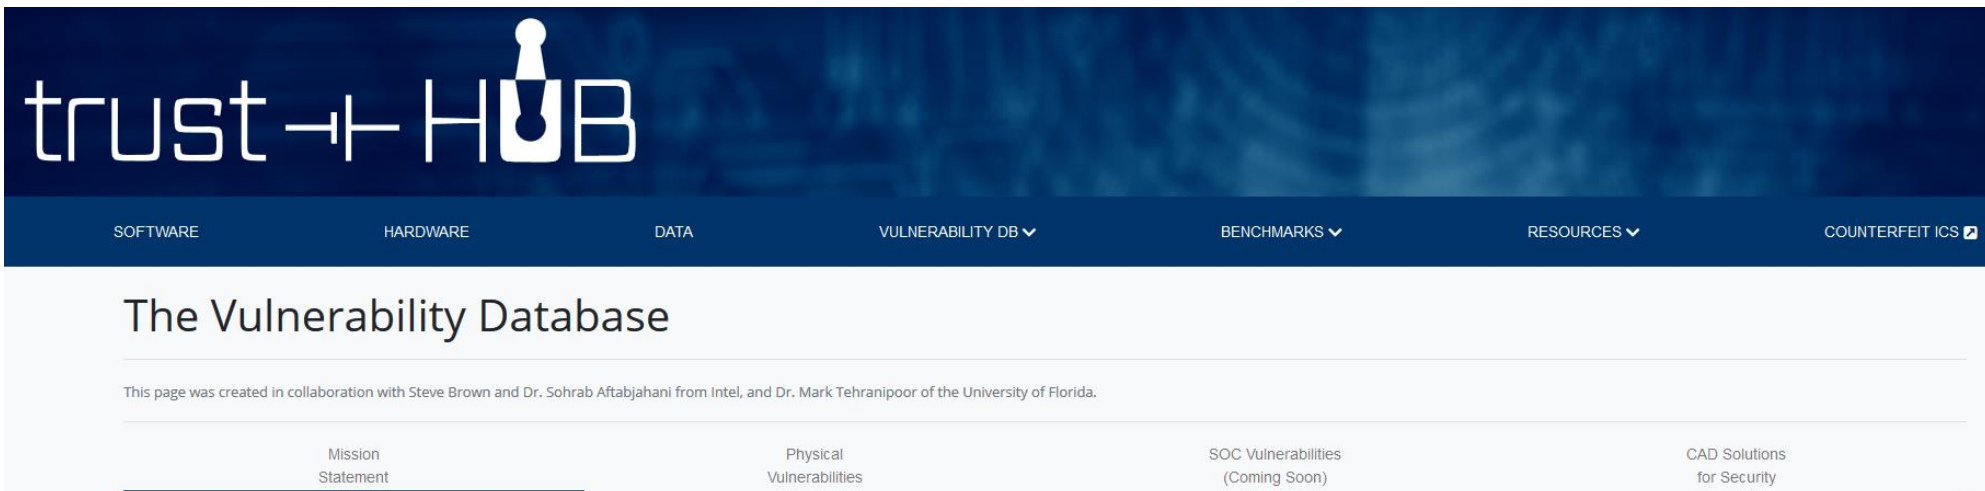 trust HUB
SOFTWARE HARDWARE DATA VULNERABILITY DB BENCHMARKS RESOURCES COUNTERFEIT ICS
The Vulnerability Database
This page was created in collaboration with Steve Brown and Dr. Sohrab Aftabjahani from Intel, and Dr. Mark Tehranipoor of the University of Florida.
Mission
Statement
Physical
Vulnerabilities
SOC Vulnerabilities
(Coming Soon)
CAD Solutions
for Security